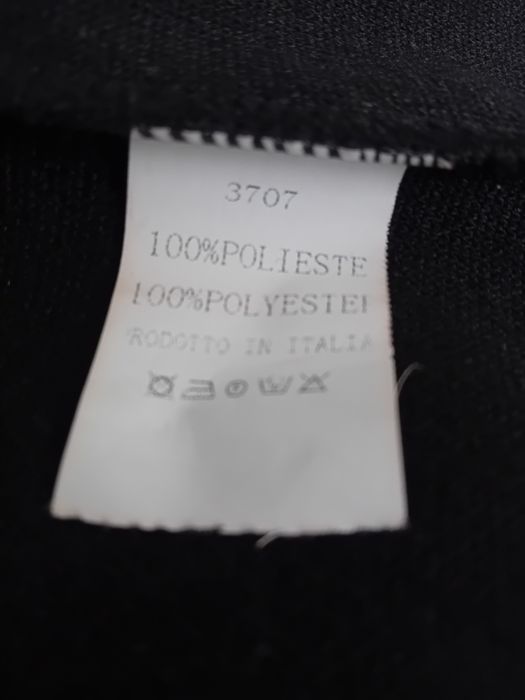 3707
100%POLIESTE
100%POLYESTE
RODOTTO IN ITALIA